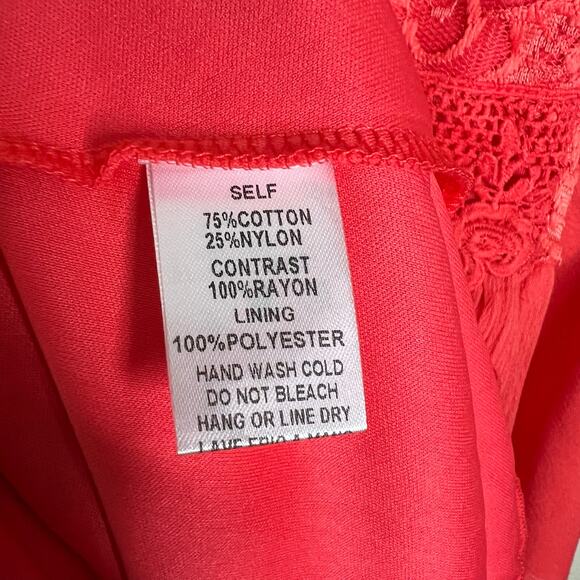 SELF
75%COTTON
25%NYLON
CONTRAST
100%RAYON
LINING
100%POLYESTER
HAND WASH COLD
DO NOT BLEACH
HANG OR LINE DRY